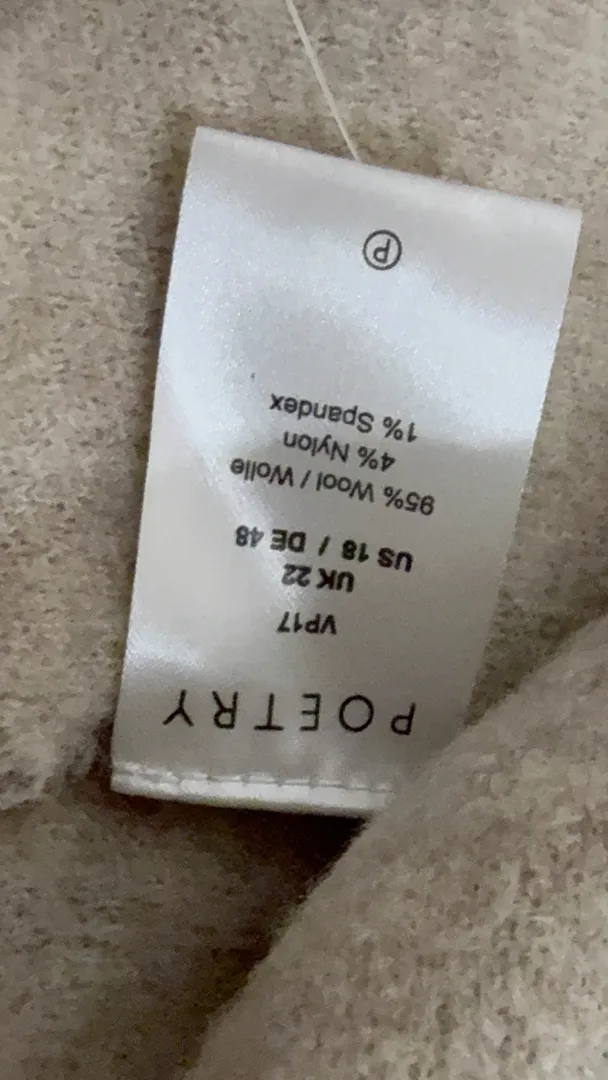 POETRY
VP17
UK 22
US 18 / DE 48
95% Wool / Wolle
4% Nylon
1% Spandex
P